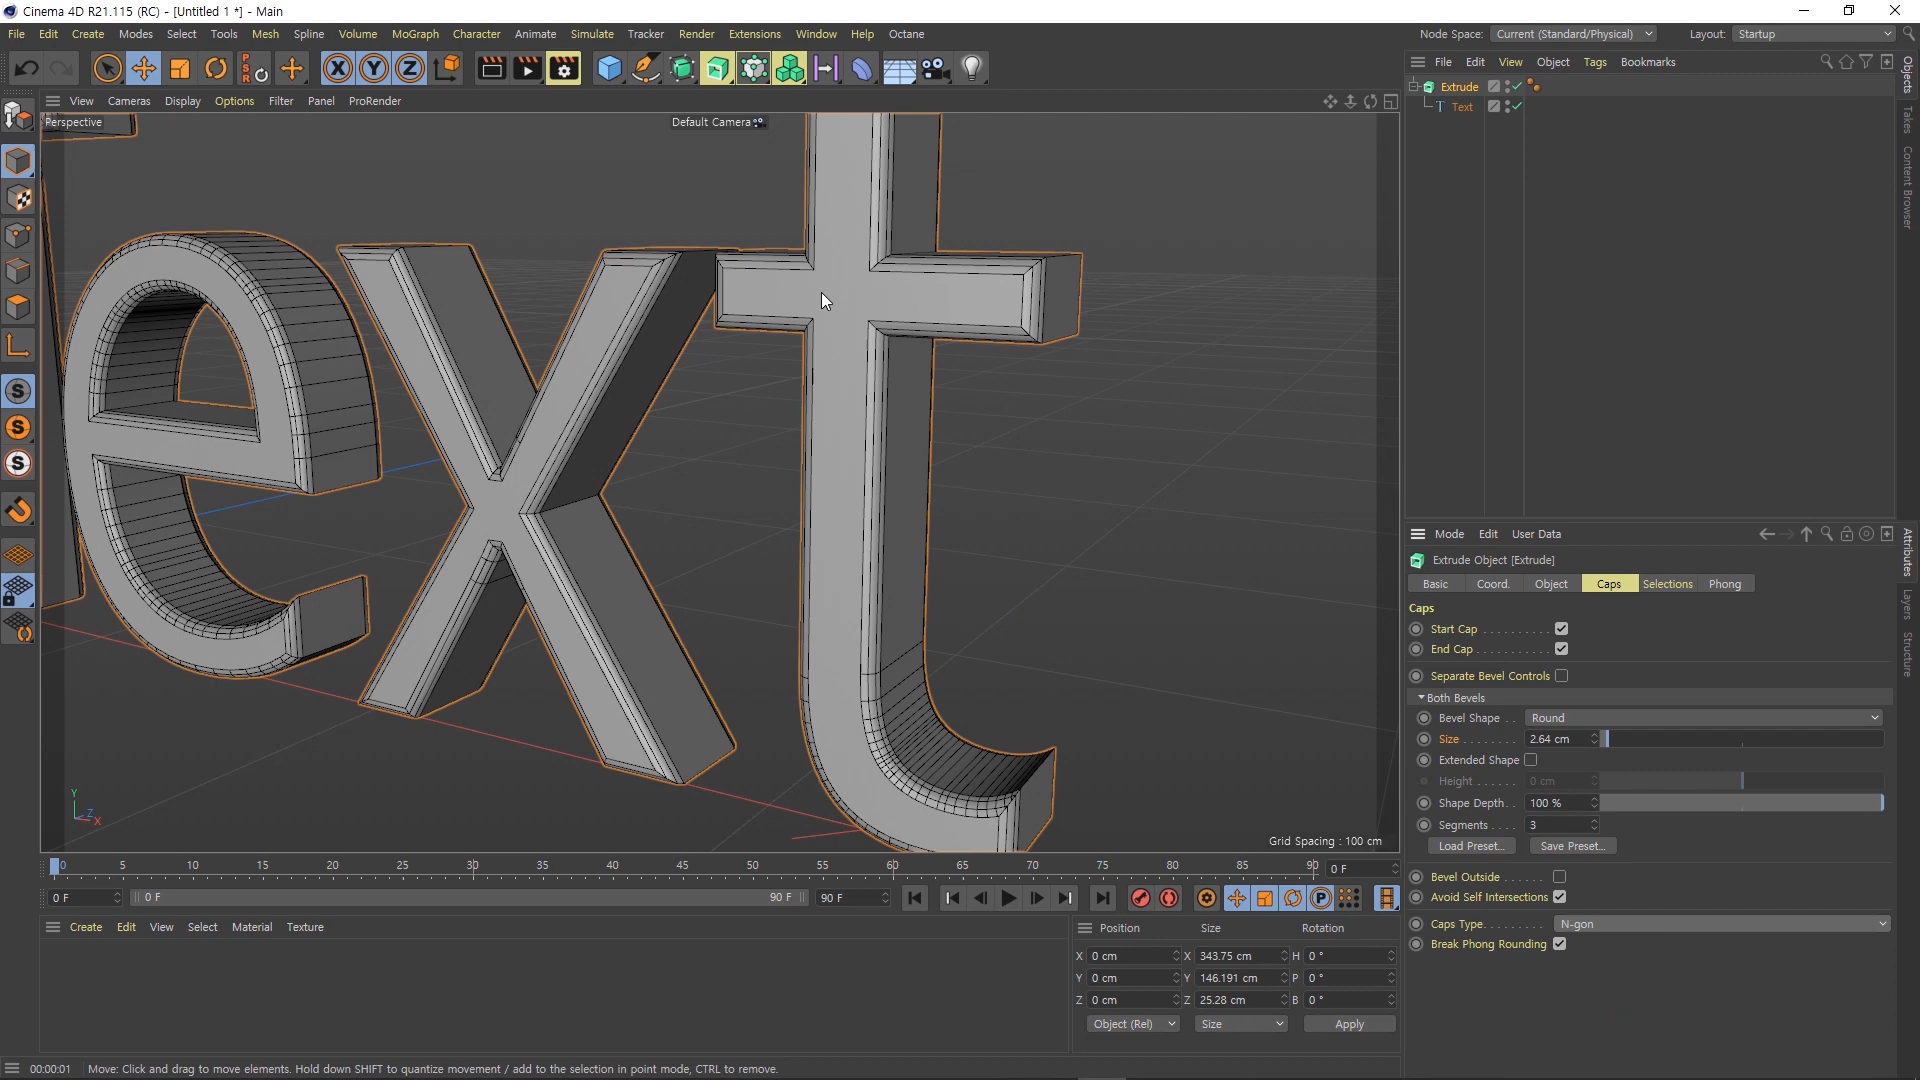 Cinema 4D R21.115 (RC) - [Untitled 1 *] - Main
File Edit Create Modes Select Tools Mesh Spline Volume MoGraph Character Animate Simulate Tracker Render Extensions Window Help Octane
Node Space: Current (Standard/Physical) Layout: Startup
P S R X Y Z
View Cameras Display Options Filter Panel ProRender
File Edit View Object Tags Bookmarks
Perspective
Default Camera
Extrude
T Text
Objects
Takes
Content Browser
ext
S
S
S
Y
Z
X
Grid Spacing : 100 cm
Mode Edit User Data
Extrude Object [Extrude]
Basic Coord. Object Caps Selections Phong
Caps
Start Cap
End Cap
Separate Bevel Controls
Both Bevels
Bevel Shape Round
Size 2.64 cm
Extended Shape
Height 0 cm
Shape Depth 100 %
Segments 3
Load Preset... Save Preset...
Bevel Outside
Avoid Self Intersections
Caps Type N-gon
Break Phong Rounding
Attributes
Layers
Structure
0 5 10 15 20 25 30 35 40 45 50 55 60 65 70 75 80 85 90 0 F
0 F 0 F 90 F 90 F P
Create Edit View Select Material Texture
Position Size Rotation
X 0 cm X 343.75 cm H 0 °
Y 0 cm Y 146.191 cm P 0 °
Z 0 cm Z 25.28 cm B 0 °
Object (Rel) Size Apply
00:00:01 Move: Click and drag to move elements. Hold down SHIFT to quantize movement / add to the selection in point mode, CTRL to remove.